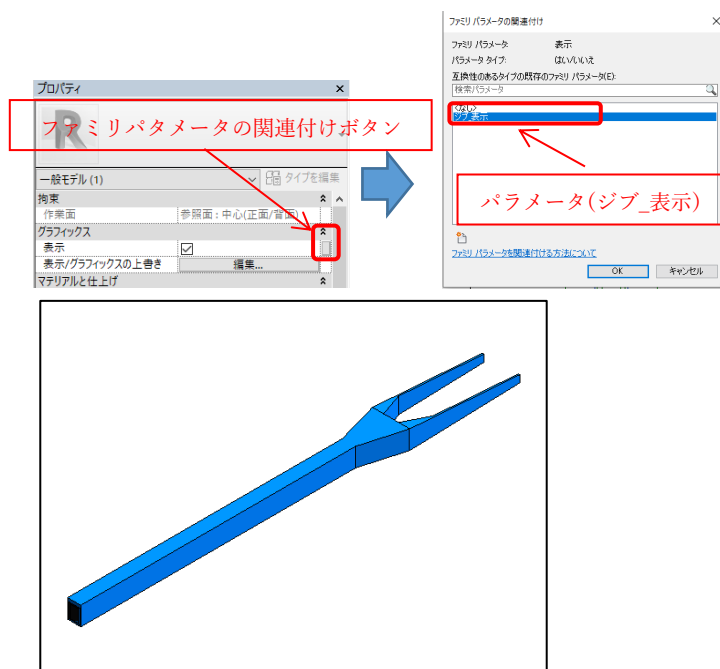 プロパティ
×
R
ファミリパタメータの関連付けボタン
一般モデル (1)
タイプを編集
拘束
作業面
参照面 : 中心(正面/背面)
グラフィックス
表示
表示/グラフィックスの上書き
編集...
マテリアルと仕上げ
ファミリ パラメータの関連付け
×
ファミリ パラメータ: 表示
パラメータ タイプ: はい/いいえ
互換性のあるタイプの既存のファミリ パラメータ(E):
検索パラメータ
<なし>
ジブ_表示
パラメータ(ジブ_表示)
ファミリ パラメータを関連付ける方法について
OK
キャンセル